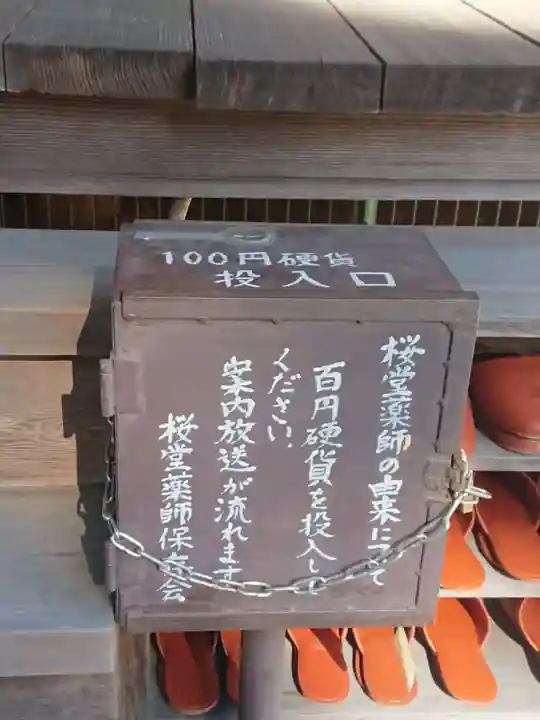 100円硬貨
投入口
桜堂薬師の由来について
百円硬貨を投入して
ください。
案内放送が流れます
桜堂薬師保存会